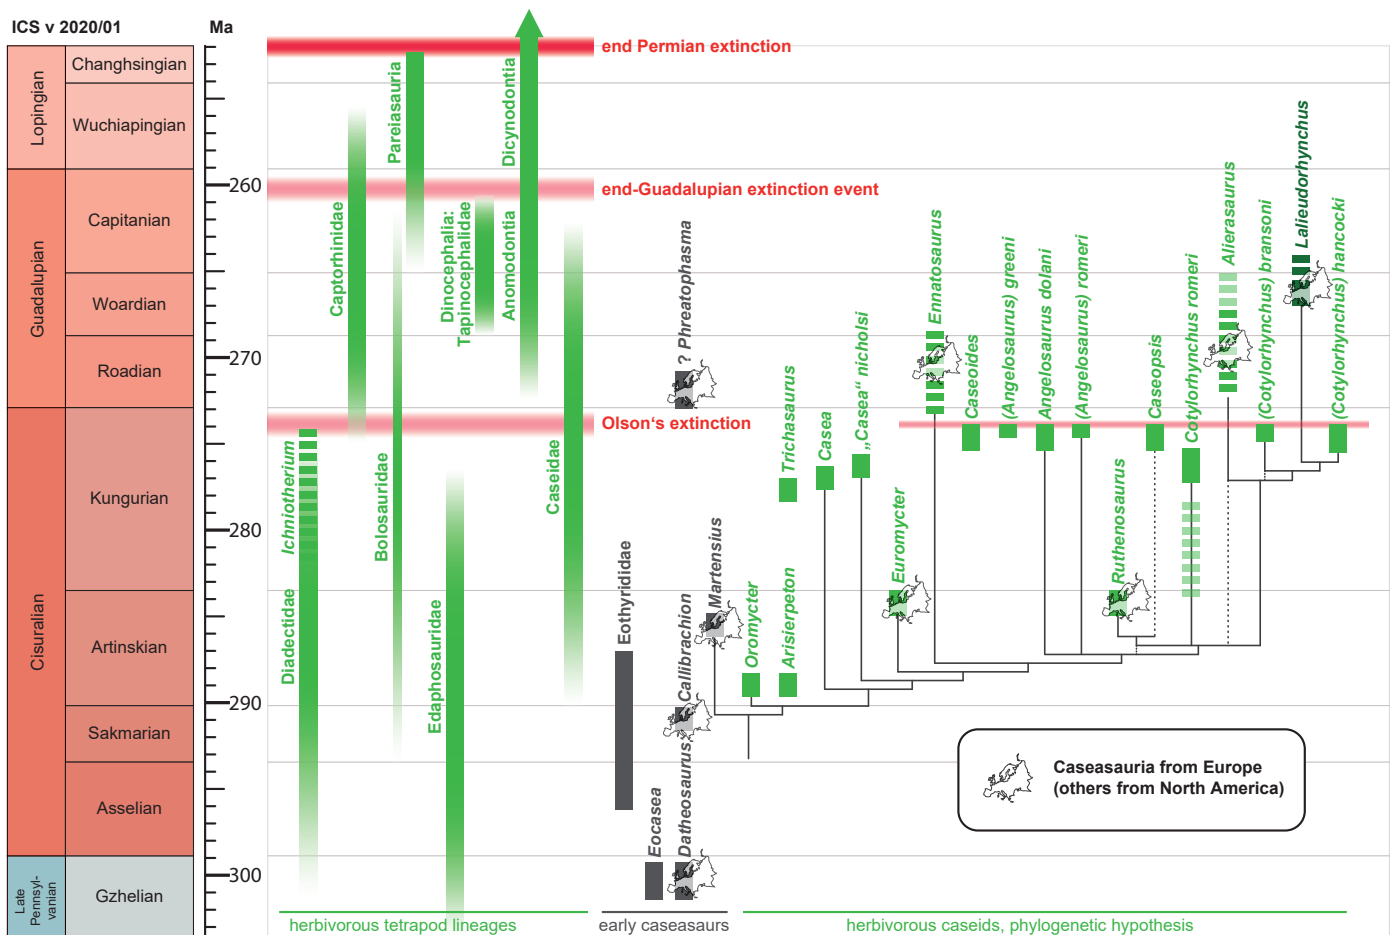 ICS v 2020/01
Ma
Lopingian
Guadalupian
Cisuralian
Late
Pennsyl-
vanian
Changhsingian
Wuchiapingian
Capitanian
Woardian
Roadian
Kungurian
Artinskian
Sakmarian
Asselian
Gzhelian
260
270
280
290
300
end Permian extinction
end-Guadalupian extinction event
Olson‘s extinction
Diadectidae
Ichniotherium
Captorhinidae
Bolosauridae
Pareiasauria
Edaphosauridae
Dinocephalia:
Tapinocephalidae
Anomodontia
Dicynodontia
Caseidae
Eothyrididae
Eocasea
Datheosaurus
Callibrachion
? Phreatophasma
Martensius
Oromycter
Arisierpeton
Trichasaurus
Casea
„Casea“ nicholsi
Euromycter
Ennatosaurus
Caseoides
(Angelosaurus) greeni
Angelosaurus dolani
(Angelosaurus) romeri
Ruthenosaurus
Caseopsis
Cotylorhynchus romeri
Alierasaurus
(Cotylorhynchus) bransoni
Lalieudorhynchus
(Cotylorhynchus) hancocki
Caseasauria from Europe
(others from North America)
herbivorous tetrapod lineages
early caseasaurs
herbivorous caseids, phylogenetic hypothesis